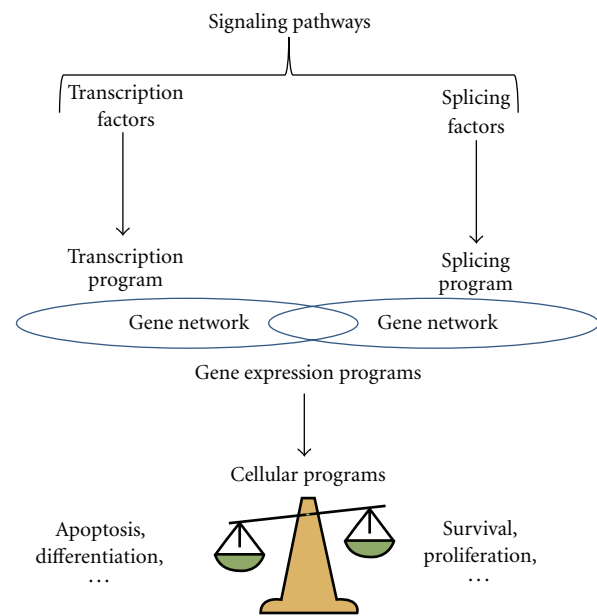 Signaling pathways
Transcription
factors
Splicing
factors
Transcription
program
Splicing
program
Gene network
Gene network
Gene expression programs
Cellular programs
Apoptosis,
differentiation,
…
Survival,
proliferation,
…